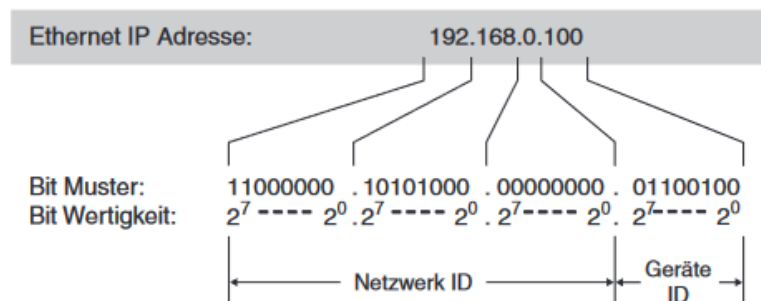 Ethernet IP Adresse: 192.168.0.100
Bit Muster: 11000000 .10101000 .00000000 . 01100100
Bit Wertigkeit: 2⁷ ---- 2⁰ . 2⁷ ---- 2⁰ . 2⁷ ---- 2⁰ . 2⁷ ---- 2⁰
Netzwerk ID Geräte
ID